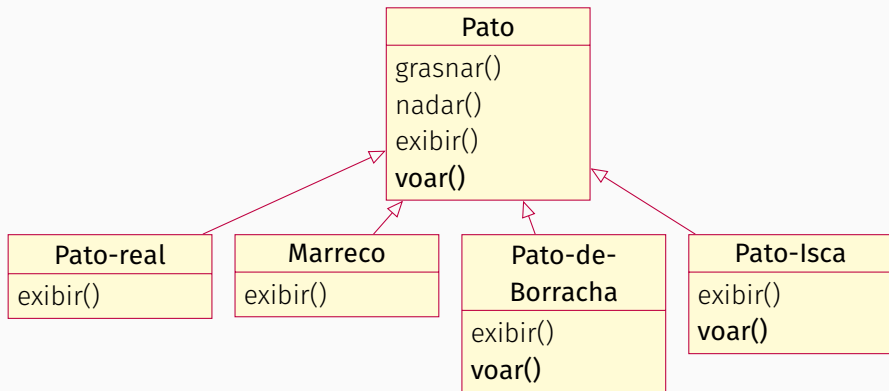 Pato
grasnar()
nadar()
exibir()
voar()
Pato-real
exibir()
Marreco
exibir()
Pato-de-
Borracha
exibir()
voar()
Pato-Isca
exibir()
voar()